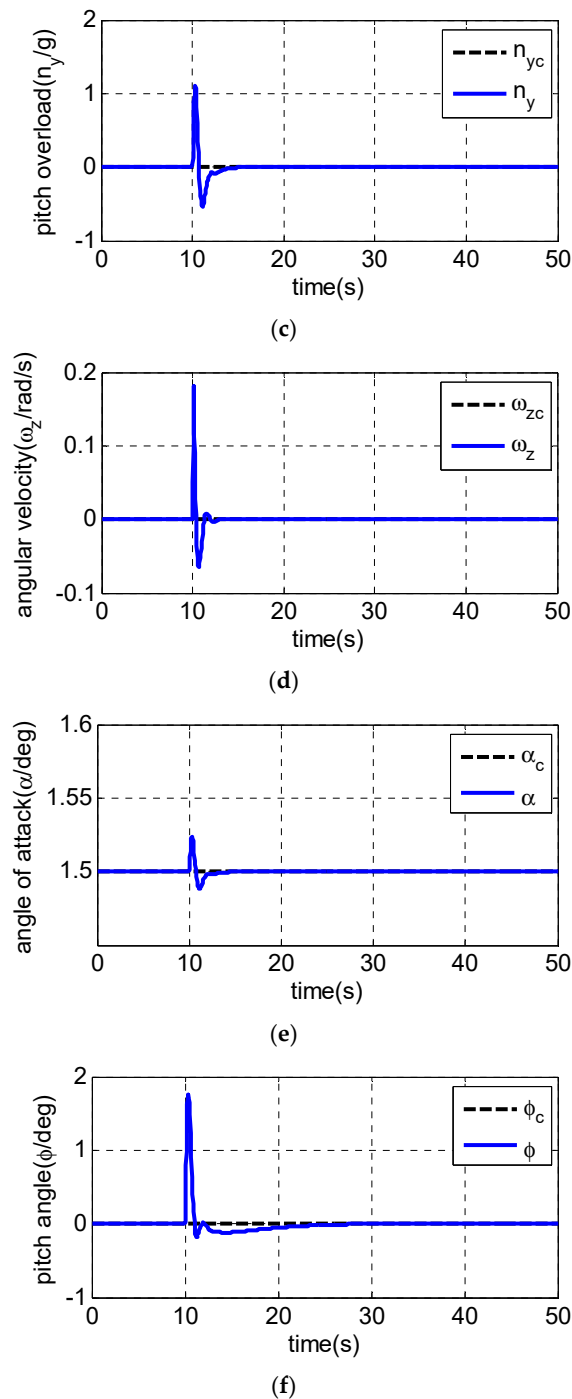 2
n_yc
n_y
1
0
-1
pitch overload(n_y/g)
0 10 20 30 40 50
time(s)
(c)
0.2
ω_zc
ω_z
0.1
0
-0.1
angular velocity(ω_z/rad/s)
0 10 20 30 40 50
time(s)
(d)
1.6
α_c
α
1.55
1.5
angle of attack(α/deg)
0 10 20 30 40 50
time(s)
(e)
2
ϕ_c
ϕ
1
0
-1
pitch angle(ϕ/deg)
0 10 20 30 40 50
time(s)
(f)